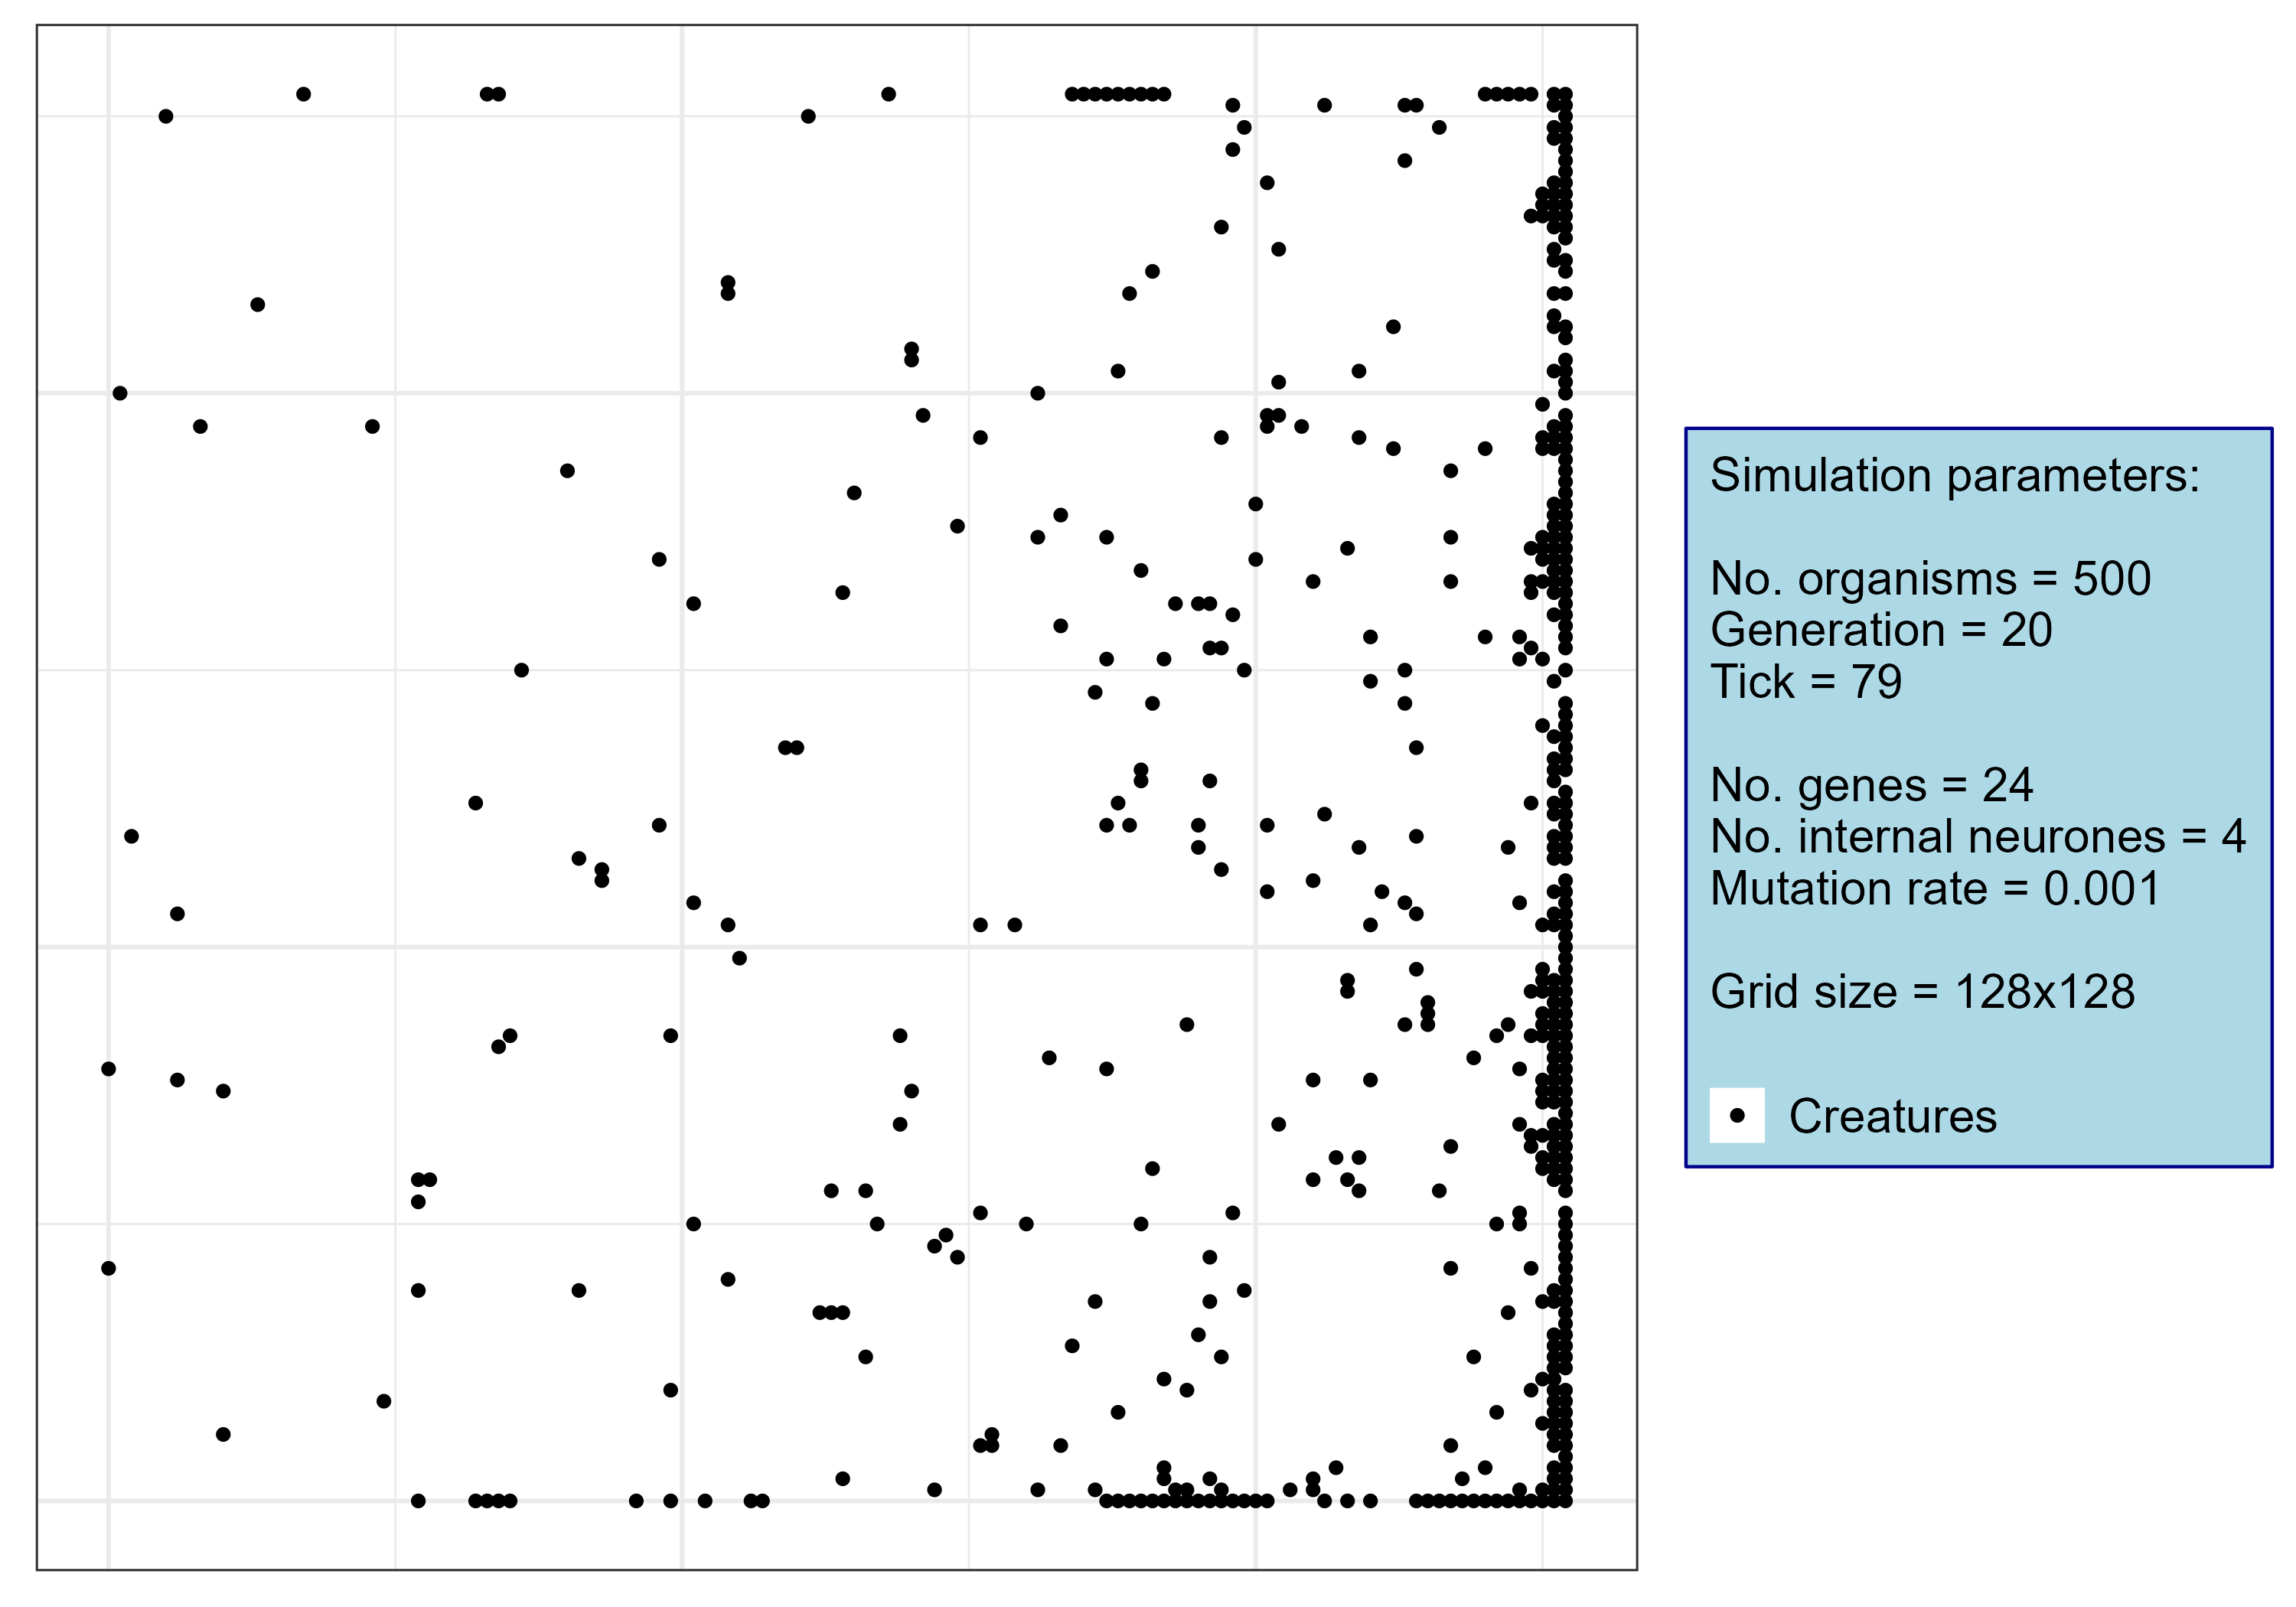 Simulation parameters:
No. organisms = 500
Generation = 20
Tick = 79
No. genes = 24
No. internal neurones = 4
Mutation rate = 0.001
Grid size = 128x128
Creatures